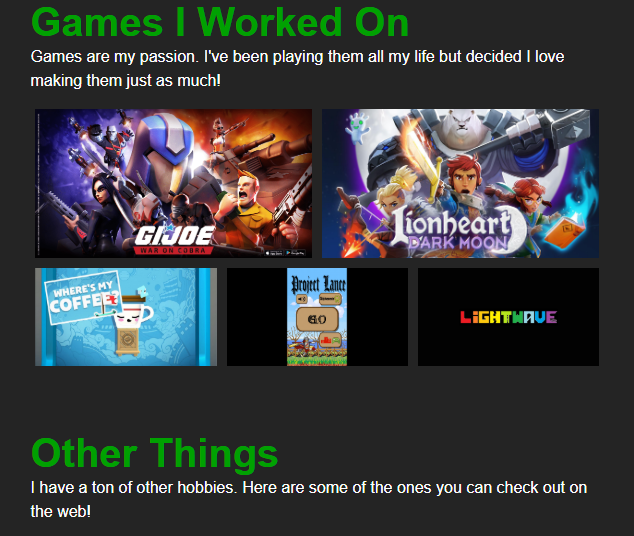 Games I Worked On
Games are my passion. I've been playing them all my life but decided I love
making them just as much!
G.I. JOE
WAR ON COBRA
Lionheart
DARK MOON
WHERE'S MY
COFFEE
Project Lance
GO
LIGHTWAVE
Other Things
I have a ton of other hobbies. Here are some of the ones you can check out on
the web!